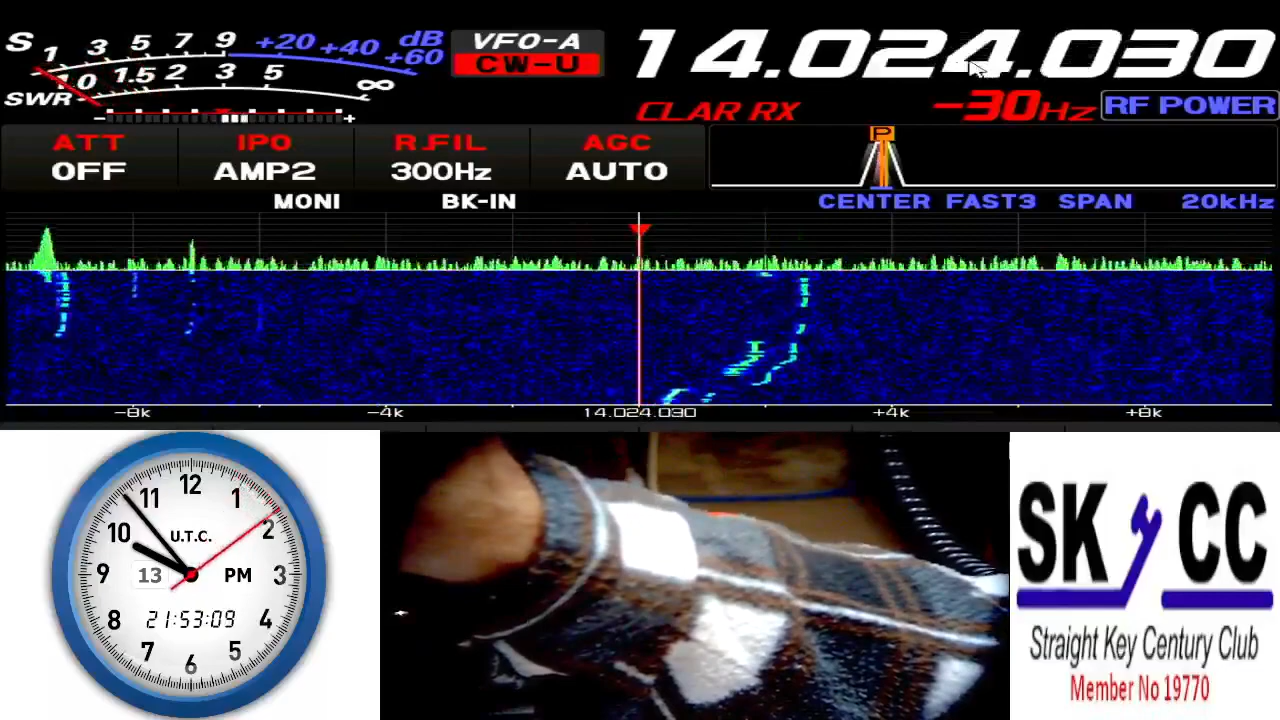 S 1 3 5 7 9 +20 +40 +60 dB
SWR 1.0 1.5 2 3 5 ∞
- +
VFO-A
CW-U
14.024.030
CLAR RX -30Hz RF POWER
ATT IPO R.FIL AGC
OFF AMP2 300Hz AUTO
P
MONI BK-IN CENTER FAST3 SPAN 20kHz
-8k -4k 14.024.030 +4k +8k
12 1 2 3 4 5 6 7 8 9 10 11
U.T.C.
13 PM
21:53:09
SK CC
Straight Key Century Club
Member No 19770